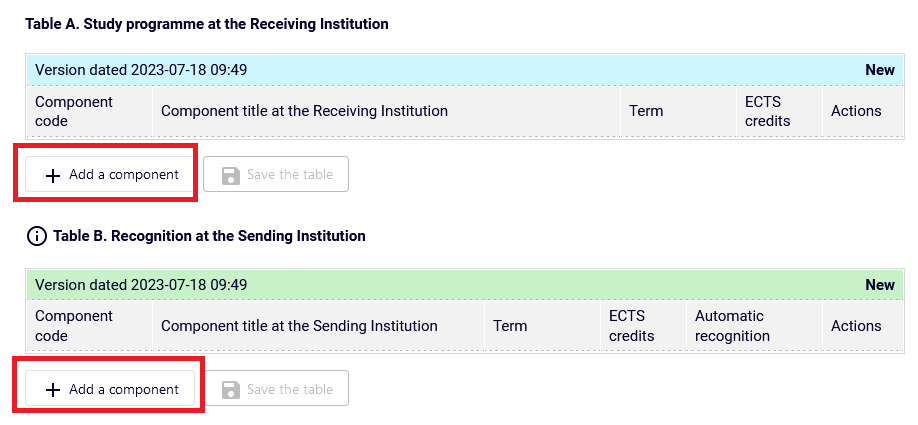 Table A. Study programme at the Receiving Institution
Version dated 2023-07-18 09:49 New
Component code Component title at the Receiving Institution Term ECTS credits Actions
Add a component Save the table
Table B. Recognition at the Sending Institution
Version dated 2023-07-18 09:49 New
Component code Component title at the Sending Institution Term ECTS credits Automatic recognition Actions
Add a component Save the table